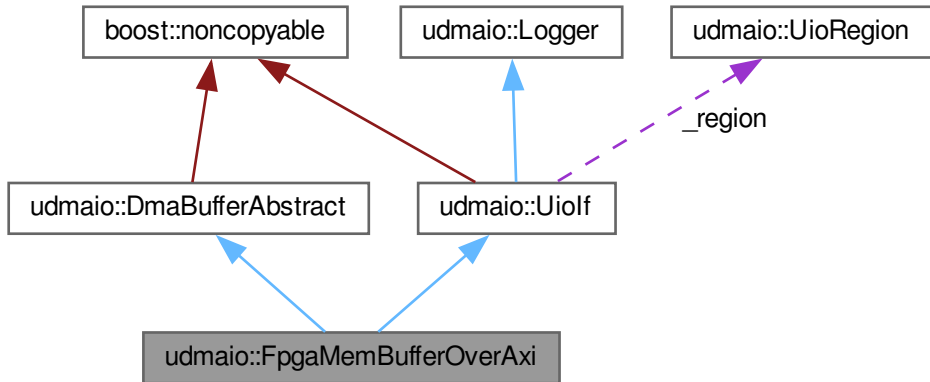 boost::noncopyable
udmaio::Logger
udmaio::UioRegion
_region
udmaio::DmaBufferAbstract
udmaio::UioIf
udmaio::FpgaMemBufferOverAxi